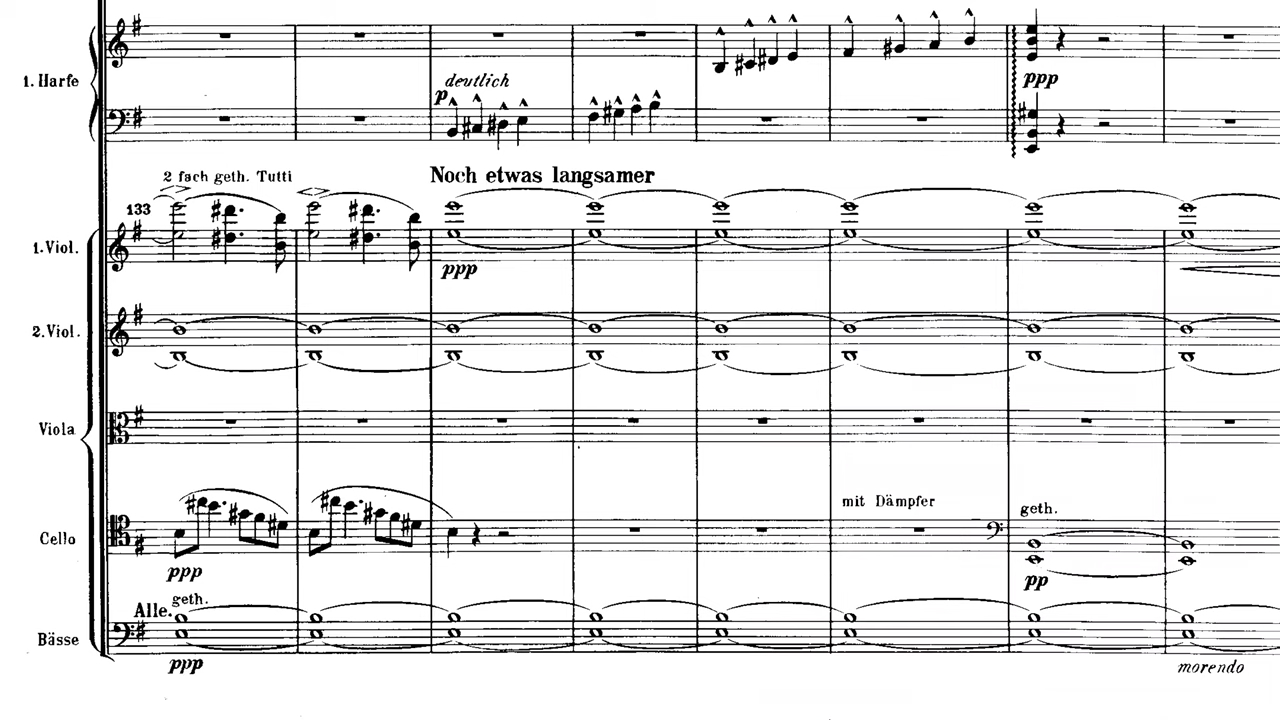 1. Harfe
deutlich
p
ppp
2 fach geth. Tutti
Noch etwas langsamer
133
1. Viol.
ppp
2. Viol.
Viola
mit Dämpfer
geth.
Cello
ppp
pp
Alle. geth.
Bässe
ppp
morendo